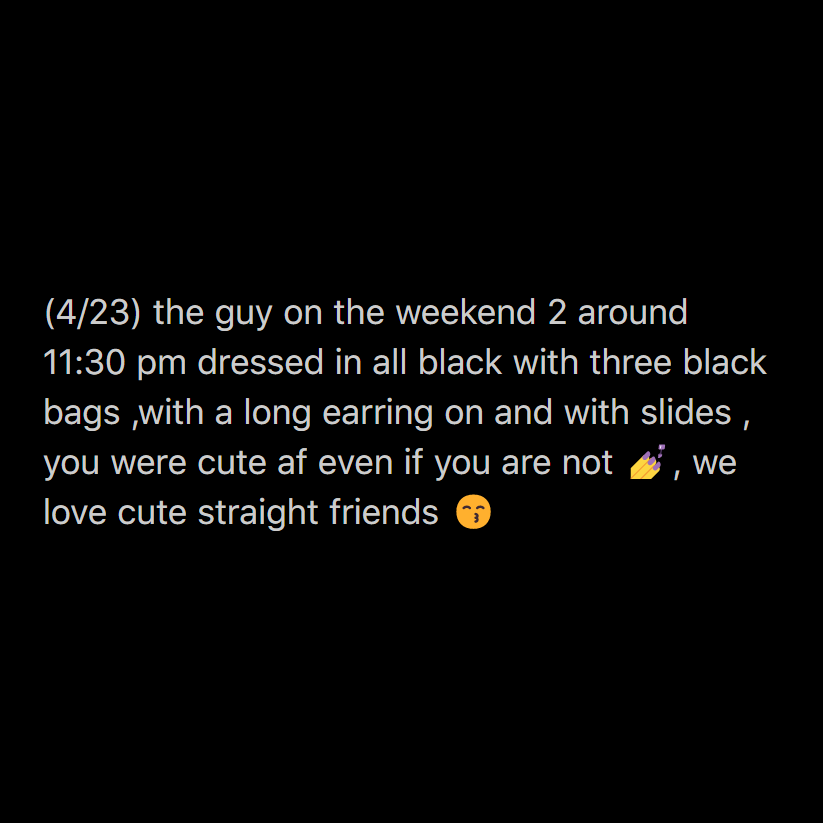 (4/23) the guy on the weekend 2 around
11:30 pm dressed in all black with three black
bags ,with a long earring on and with slides ,
you were cute af even if you are not 💅 , we
love cute straight friends 😙